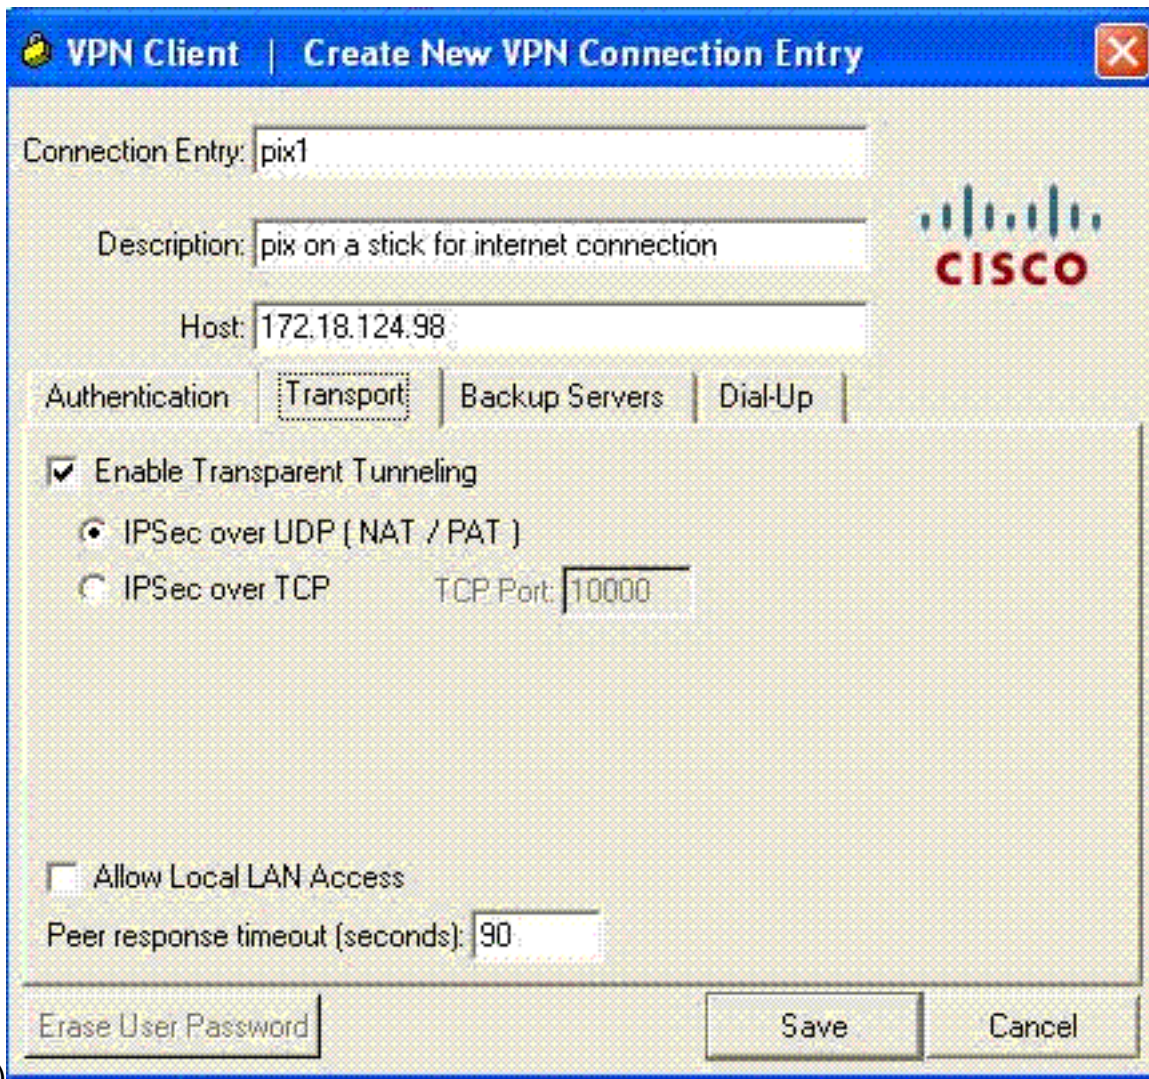 VPN Client | Create New VPN Connection Entry
Connection Entry: pix1
Description: pix on a stick for internet connection
CISCO
Host: 172.18.124.98
Authentication Transport Backup Servers Dial-Up
Enable Transparent Tunneling
IPSec over UDP ( NAT / PAT )
IPSec over TCP TCP Port: 10000
Allow Local LAN Access
Peer response timeout (seconds): 90
Erase User Password Save Cancel
)